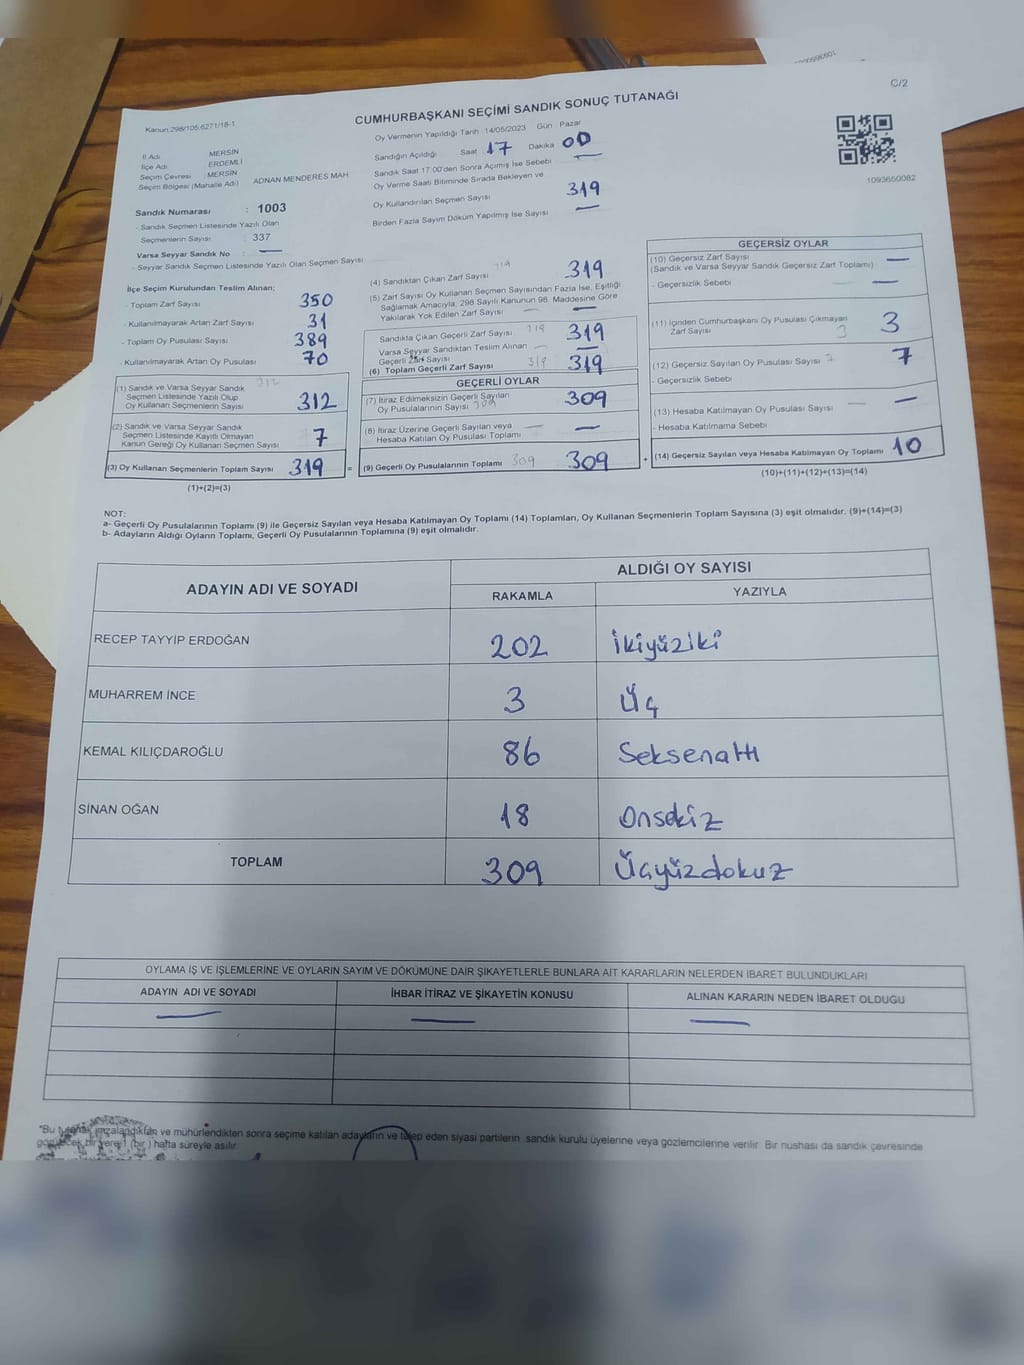 C/2
CUMHURBAŞKANI SEÇİMİ SANDIK SONUÇ TUTANAĞI
Kanun:298/105,6271/18-1
Oy Vermenin Yapıldığı Tarih :14/05/2023 Gün : Pazar
İl Adı : MERSİN
İlçe Adı : ERDEMLİ
Seçim Çevresi : MERSİN
Seçim Bölgesi (Mahalle Adı) ADNAN MENDERES MAH
Sandığın Açıldığı : Saat : 17 Dakika : 00
Sandık Saat 17:00'den Sonra Açımış İse Sebebi —
Oy Verme Saati Bitiminde Sırada Bekleyen ve
Oy Kullandırılan Seçmen Sayısı 319
Birden Fazla Sayım Döküm Yapılmış İse Sayısı —
1093650082
Sandık Numarası : 1003
- Sandık Seçmen Listesinde Yazılı Olan
Seçmenlerin Sayısı : 337
Varsa Seyyar Sandık No : —
- Seyyar Sandık Seçmen Listesinde Yazılı Olan Seçmen Sayısı
İlçe Seçim Kurulundan Teslim Alınan;
- Toplam Zarf Sayısı 350
- Kullanılmayarak Artan Zarf Sayısı 31
- Toplam Oy Pusulası Sayısı 389
- Kullanılmayarak Artan Oy Pusulası 70
(1) Sandık ve Varsa Seyyar Sandık 312
Seçmen Listesinde Yazılı Olup
Oy Kullanan Seçmenlerin Sayısı 312
(2) Sandık ve Varsa Seyyar Sandık
Seçmen Listesinde Kayıtlı Olmayan
Kanun Gereği Oy Kullanan Seçmen Sayısı 7
(3) Oy Kullanan Seçmenlerin Toplam Sayısı 319 =
(1)+(2)=(3)
(4) Sandıktan Çıkan Zarf Sayısı 319
(5) Zarf Sayısı Oy Kullanan Seçmen Sayısından Fazla İse, Eşitliği
Sağlamak Amacıyla, 298 Sayılı Kanunun 98. Maddesine Göre
Yakılarak Yok Edilen Zarf Sayısı — —
Sandıkta Çıkan Geçerli Zarf Sayısı 319
Varsa Seyyar Sandıktan Teslim Alınan — —
Geçerli Zarf Sayısı
(6) Toplam Geçerli Zarf Sayısı 319 319
GEÇERLİ OYLAR
(7) İtiraz Edilmeksizin Geçerli Sayılan
Oy Pusulalarının Sayısı 309 309
(8) İtiraz Üzerine Geçerli Sayılan veya
Hesaba Katılan Oy Pusulası Toplamı — —
(9) Geçerli Oy Pusulalarının Toplamı 309 309 +
GEÇERSİZ OYLAR
(10) Geçersiz Zarf Sayısı
(Sandık ve Varsa Seyyar Sandık Geçersiz Zarf Toplamı) —
- Geçersizlik Sebebi —
(11) İçinden Cumhurbaşkanı Oy Pusulası Çıkmayan
Zarf Sayısı 3 3
(12) Geçersiz Sayılan Oy Pusulası Sayısı 7 7
- Geçersizlik Sebebi
(13) Hesaba Katılmayan Oy Pusulası Sayısı — —
- Hesaba Katılmama Sebebi
(14) Geçersiz Sayılan veya Hesaba Katılmayan Oy Toplamı 10
(10)+(11)+(12)+(13)=(14)
NOT:
a- Geçerli Oy Pusulalarının Toplamı (9) ile Geçersiz Sayılan veya Hesaba Katılmayan Oy Toplamı (14) Toplamları, Oy Kullanan Seçmenlerin Toplam Sayısına (3) eşit olmalıdır. (9)+(14)=(3)
b- Adayların Aldığı Oyların Toplamı, Geçerli Oy Pusulalarının Toplamına (9) eşit olmalıdır.
ADAYIN ADI VE SOYADI
ALDIĞI OY SAYISI
RAKAMLA YAZIYLA
RECEP TAYYİP ERDOĞAN 202 İkiyüziki
MUHARREM İNCE 3 Üç
KEMAL KILIÇDAROĞLU 86 Seksenaltı
SİNAN OĞAN 18 Onsekiz
TOPLAM 309 Üçyüzdokuz
OYLAMA İŞ VE İŞLEMLERİNE VE OYLARIN SAYIM VE DÖKÜMÜNE DAİR ŞİKAYETLERLE BUNLARA AİT KARARLARIN NELERDEN İBARET BULUNDUKLARI
ADAYIN ADI VE SOYADI İHBAR İTİRAZ VE ŞİKAYETİN KONUSU ALINAN KARARIN NEDEN İBARET OLDUĞU
— — —
"Bu tutanak imzalandıktan ve mühürlendikten sonra seçime katılan adayların ve talep eden siyasi partilerin sandık kurulu üyelerine veya gözlemcilerine verilir. Bir nüshası da sandık çevresinde
görülecek bir yere 1 (bir) hafta süreyle asılır.